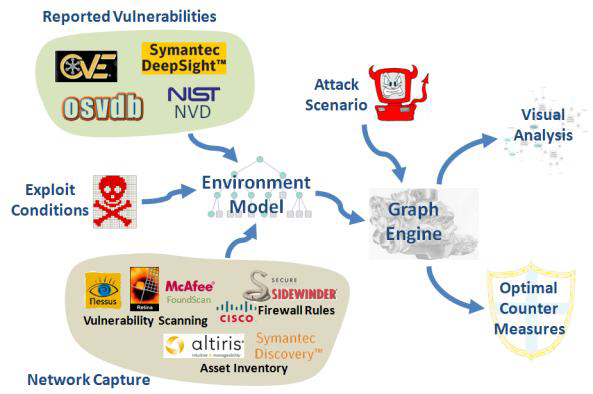 Reported Vulnerabilities
CVE
Symantec
DeepSight™
osvdb
NIST
NVD
Attack
Scenario
Visual
Analysis
Exploit
Conditions
Environment
Model
Graph
Engine
nessus
Retina
McAfee®
FoundScan
SECURE
SIDEWINDER
CISCO
Firewall Rules
Vulnerability Scanning
altiris
Symantec
Discovery™
Asset Inventory
Network Capture
Optimal
Counter
Measures